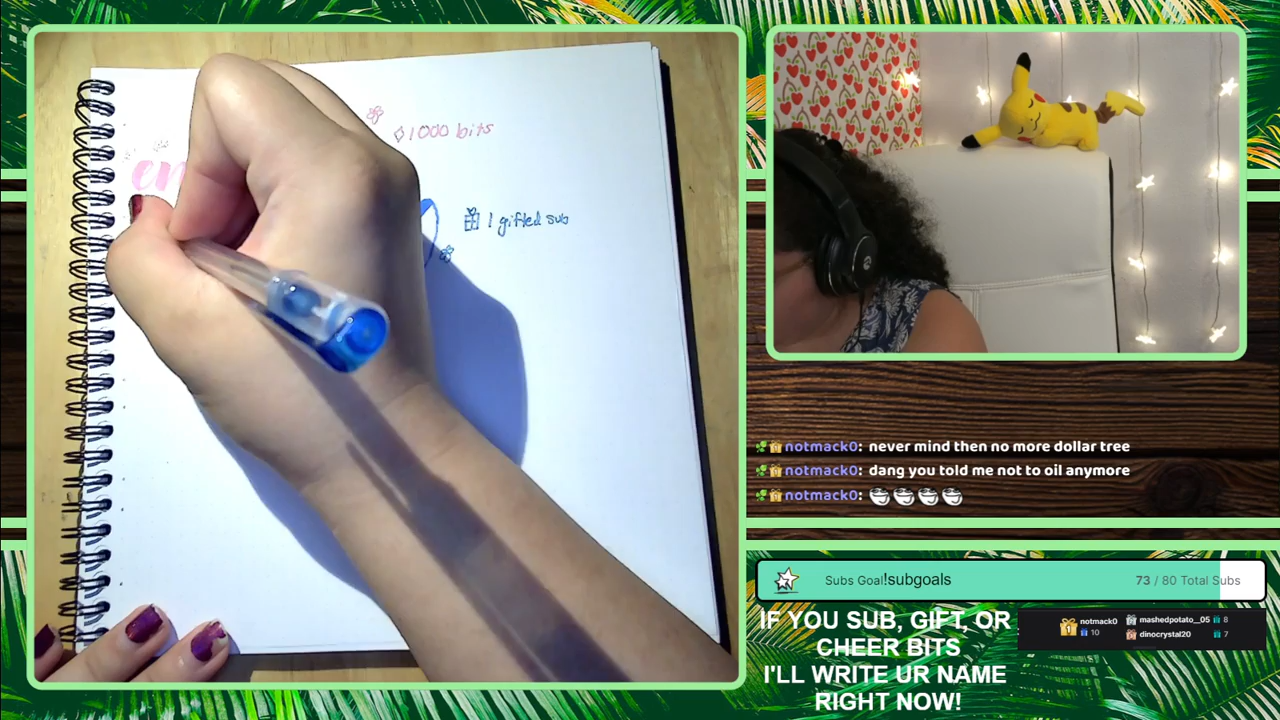 ◇1000 bits
1 gifted sub
notmack0: never mind then no more dollar tree
notmack0: dang you told me not to oil anymore
notmack0:
Subs Goal!subgoals 73 / 80 Total Subs
IF YOU SUB, GIFT, OR
CHEER BITS
I'LL WRITE UR NAME
RIGHT NOW!
1 notmack0 10
mashedpotato_05 8
dinocrystal20 7